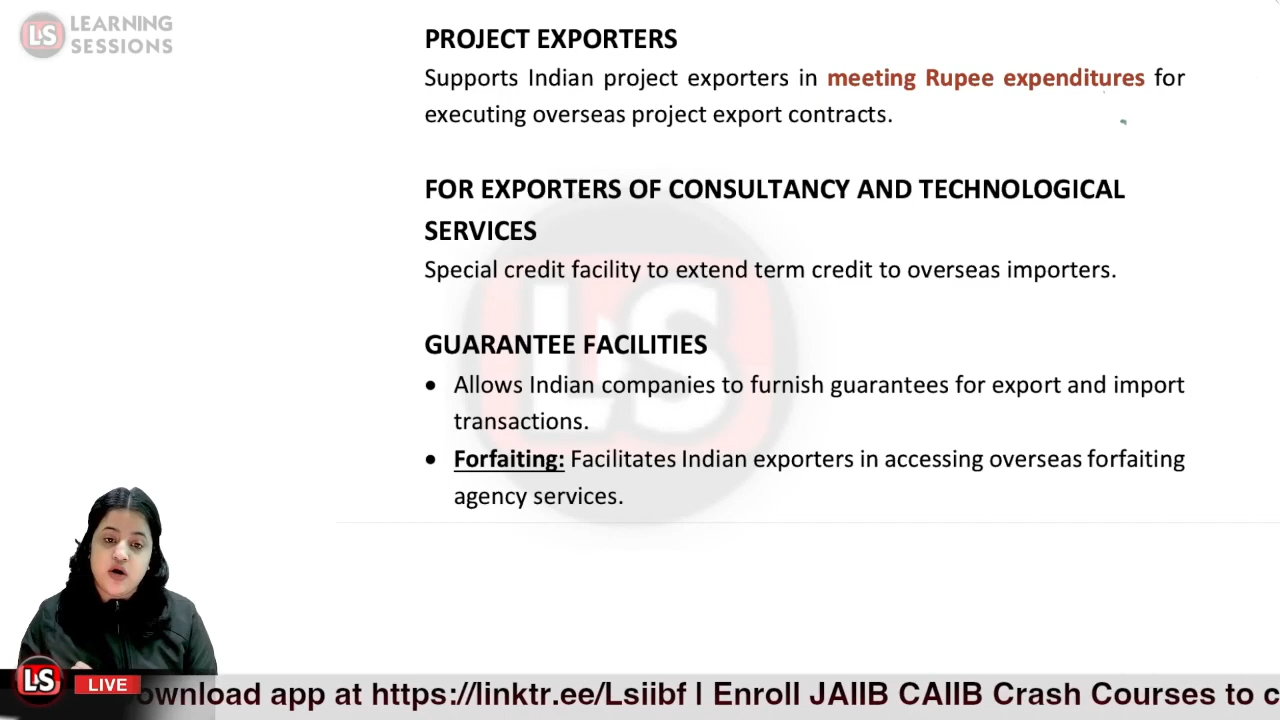 LS LEARNING
SESSIONS
PROJECT EXPORTERS
Supports Indian project exporters in meeting Rupee expenditures for
executing overseas project export contracts.
FOR EXPORTERS OF CONSULTANCY AND TECHNOLOGICAL
SERVICES
Special credit facility to extend term credit to overseas importers.
GUARANTEE FACILITIES
• Allows Indian companies to furnish guarantees for export and import
transactions.
• Forfaiting: Facilitates Indian exporters in accessing overseas forfaiting
agency services.
LS
LS LIVE ownload app at https://linktr.ee/Lsiibf | Enroll JAIIB CAIIB Crash Courses to c